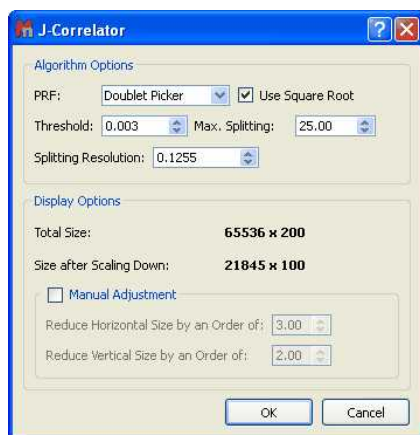 J-Correlator
Algorithm Options
PRF: Doublet Picker Use Square Root
Threshold: 0.003 Max. Splitting: 25.00
Splitting Resolution: 0.1255
Display Options
Total Size: 65536 x 200
Size after Scaling Down: 21845 x 100
Manual Adjustment
Reduce Horizontal Size by an Order of: 3.00
Reduce Vertical Size by an Order of: 2.00
OK Cancel